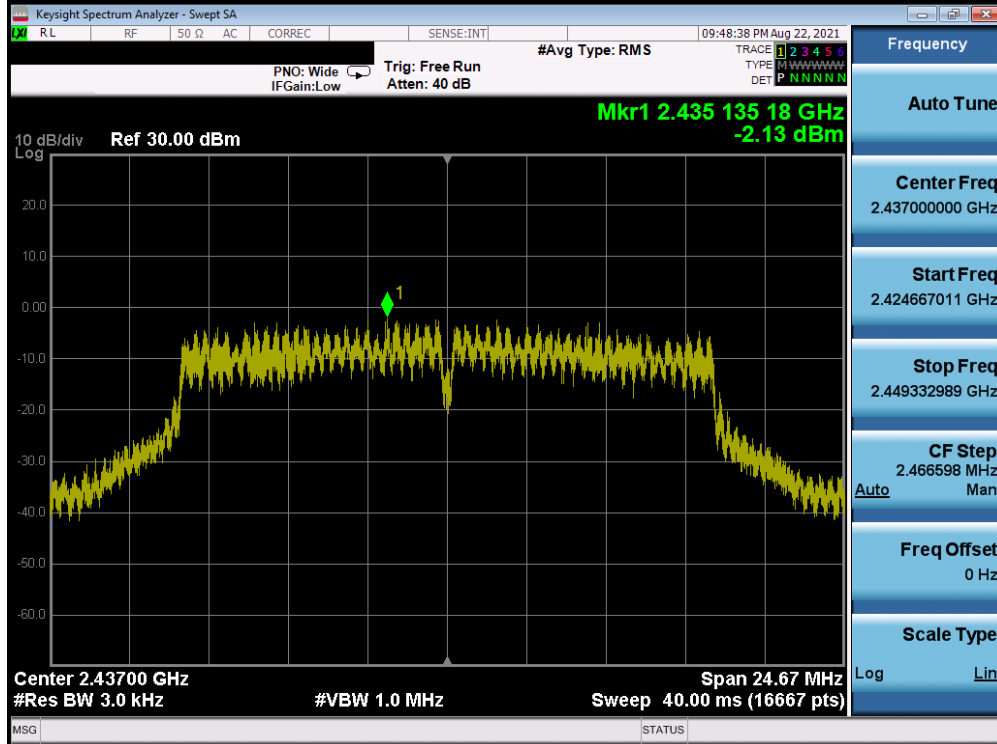 Keysight Spectrum Analyzer - Swept SA
LXI RL RF 50 Ω AC CORREC SENSE:INT 09:48:38 PM Aug 22, 2021
#Avg Type: RMS TRACE 1 2 3 4 5 6
PNO: Wide Trig: Free Run TYPE M WWWWW
IFGain:Low Atten: 40 dB DET P N N N N N
Mkr1 2.435 135 18 GHz
-2.13 dBm
10 dB/div Ref 30.00 dBm
Log
20.0
10.0
0.00
1
-10.0
-20.0
-30.0
-40.0
-50.0
-60.0
Center 2.43700 GHz Span 24.67 MHz
#Res BW 3.0 kHz #VBW 1.0 MHz Sweep 40.00 ms (16667 pts)
MSG STATUS
Frequency
Auto Tune
Center Freq
2.437000000 GHz
Start Freq
2.424667011 GHz
Stop Freq
2.449332989 GHz
CF Step
2.466598 MHz
Auto Man
Freq Offset
0 Hz
Scale Type
Log Lin